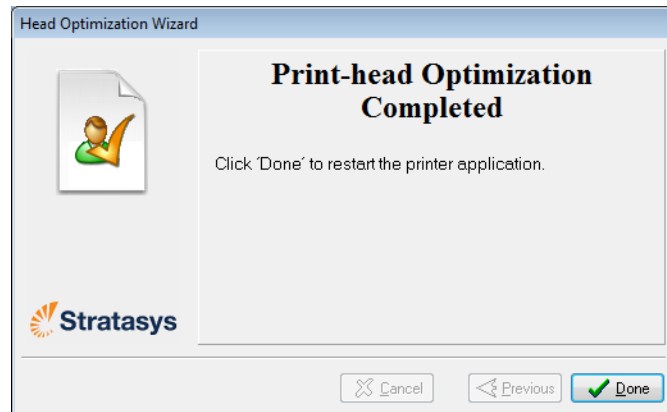 Head Optimization Wizard
Print-head Optimization
Completed
Click 'Done' to restart the printer application.
Stratasys
Cancel
Previous
Done